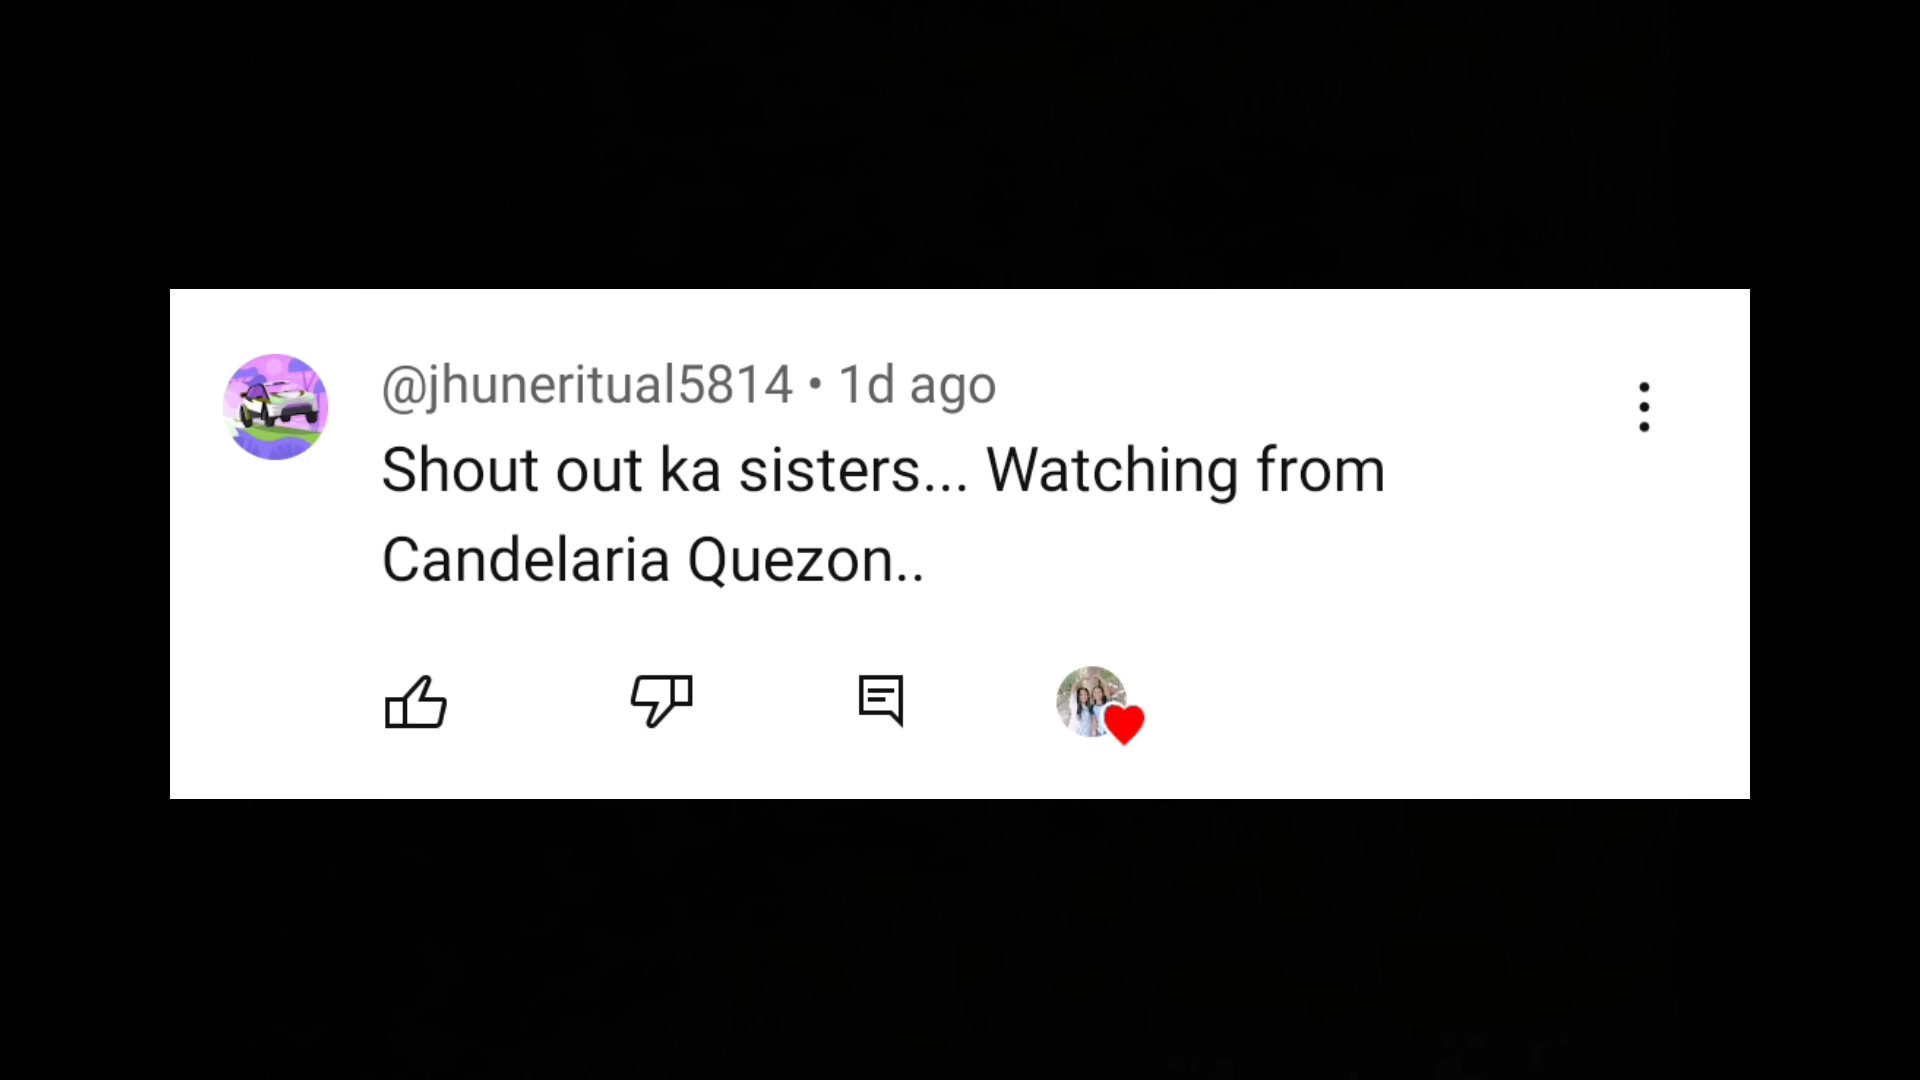 @jhuneritual5814 • 1d ago
Shout out ka sisters... Watching from
Candelaria Quezon..